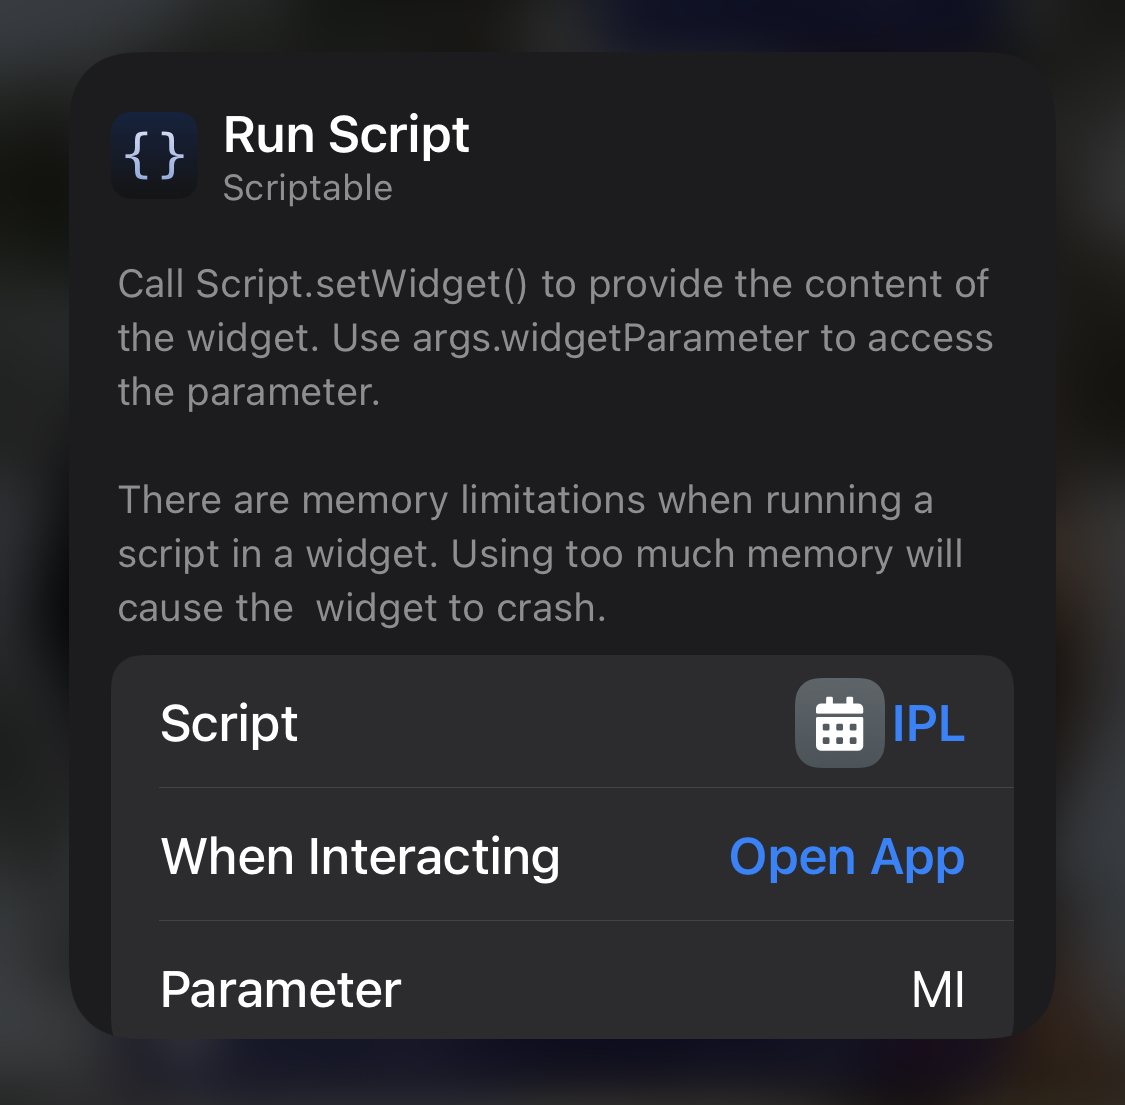 {}
Run Script
Scriptable
Call Script.setWidget() to provide the content of
the widget. Use args.widgetParameter to access
the parameter.
There are memory limitations when running a
script in a widget. Using too much memory will
cause the  widget to crash.
Script IPL
When Interacting Open App
Parameter MI